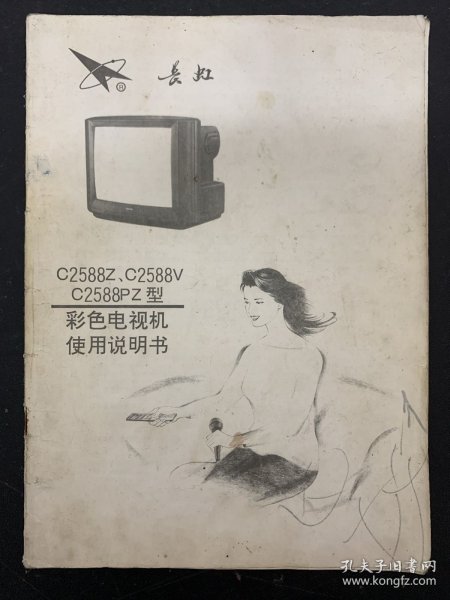 ®
長虹
C2588Z、C2588V
C2588PZ 型
彩色电视机
使用说明书
孔夫子旧书网
www.kongfz.com